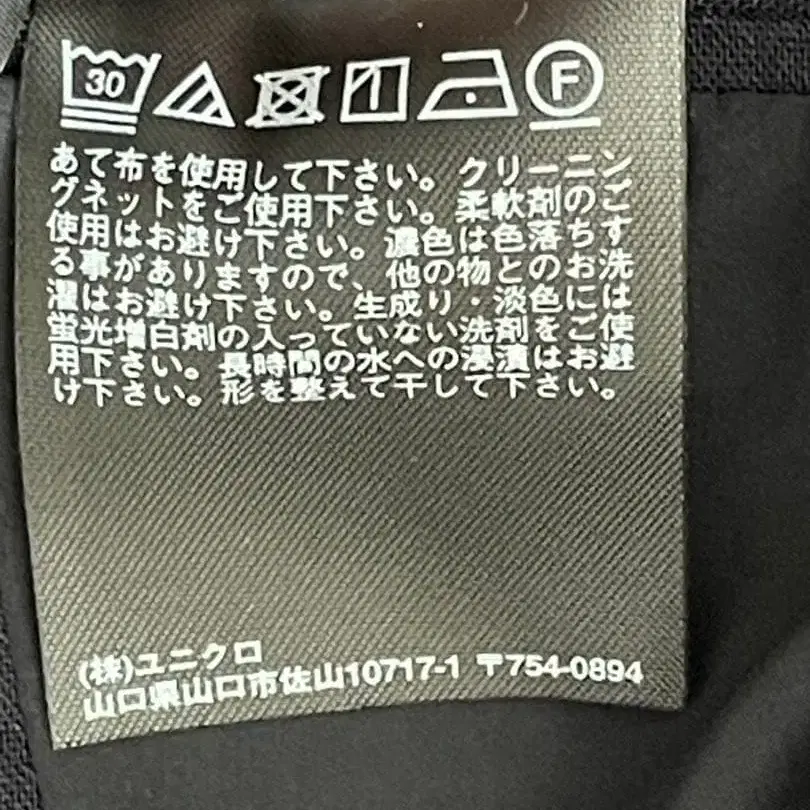 30 F
あて布を使用して下さい。クリーニン
グネットをご使用下さい。柔軟剤のご
使用はお避け下さい。濃色は色落ちす
る事がありますので、他の物とのお洗
濯はお避け下さい。生成り・淡色には
蛍光増白剤の入っていない洗剤をご使
用下さい。長時間の水への浸漬はお避
け下さい。形を整えて干して下さい。
(株)ユニクロ
山口県山口市佐山10717-1 〒754-0894